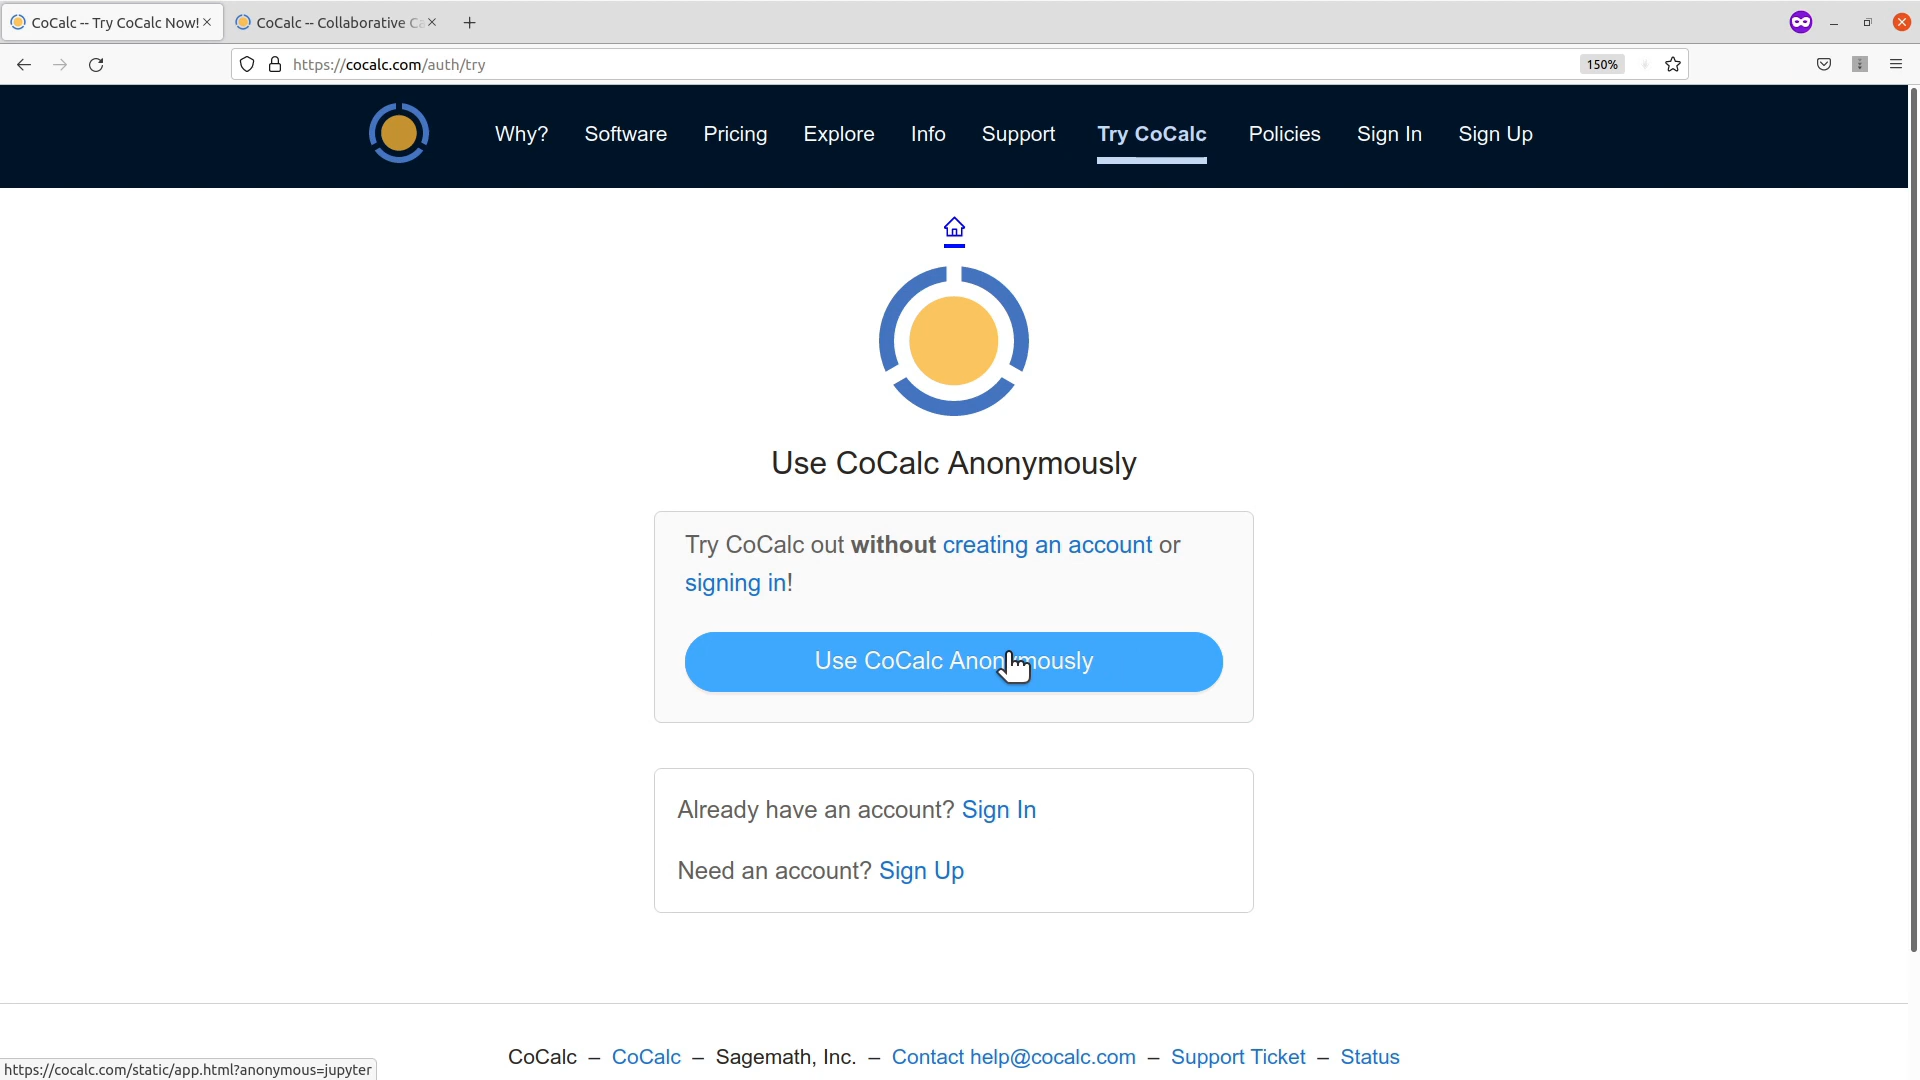 CoCalc -- Try CoCalc Now!
CoCalc -- Collaborative Ca
https://cocalc.com/auth/try
150%
Why? Software Pricing Explore Info Support Try CoCalc Policies Sign In Sign Up
Use CoCalc Anonymously
Try CoCalc out without creating an account or
signing in!
Use CoCalc Anonymously
Already have an account? Sign In
Need an account? Sign Up
CoCalc – CoCalc – Sagemath, Inc. – Contact help@cocalc.com – Support Ticket – Status
https://cocalc.com/static/app.html?anonymous=jupyter